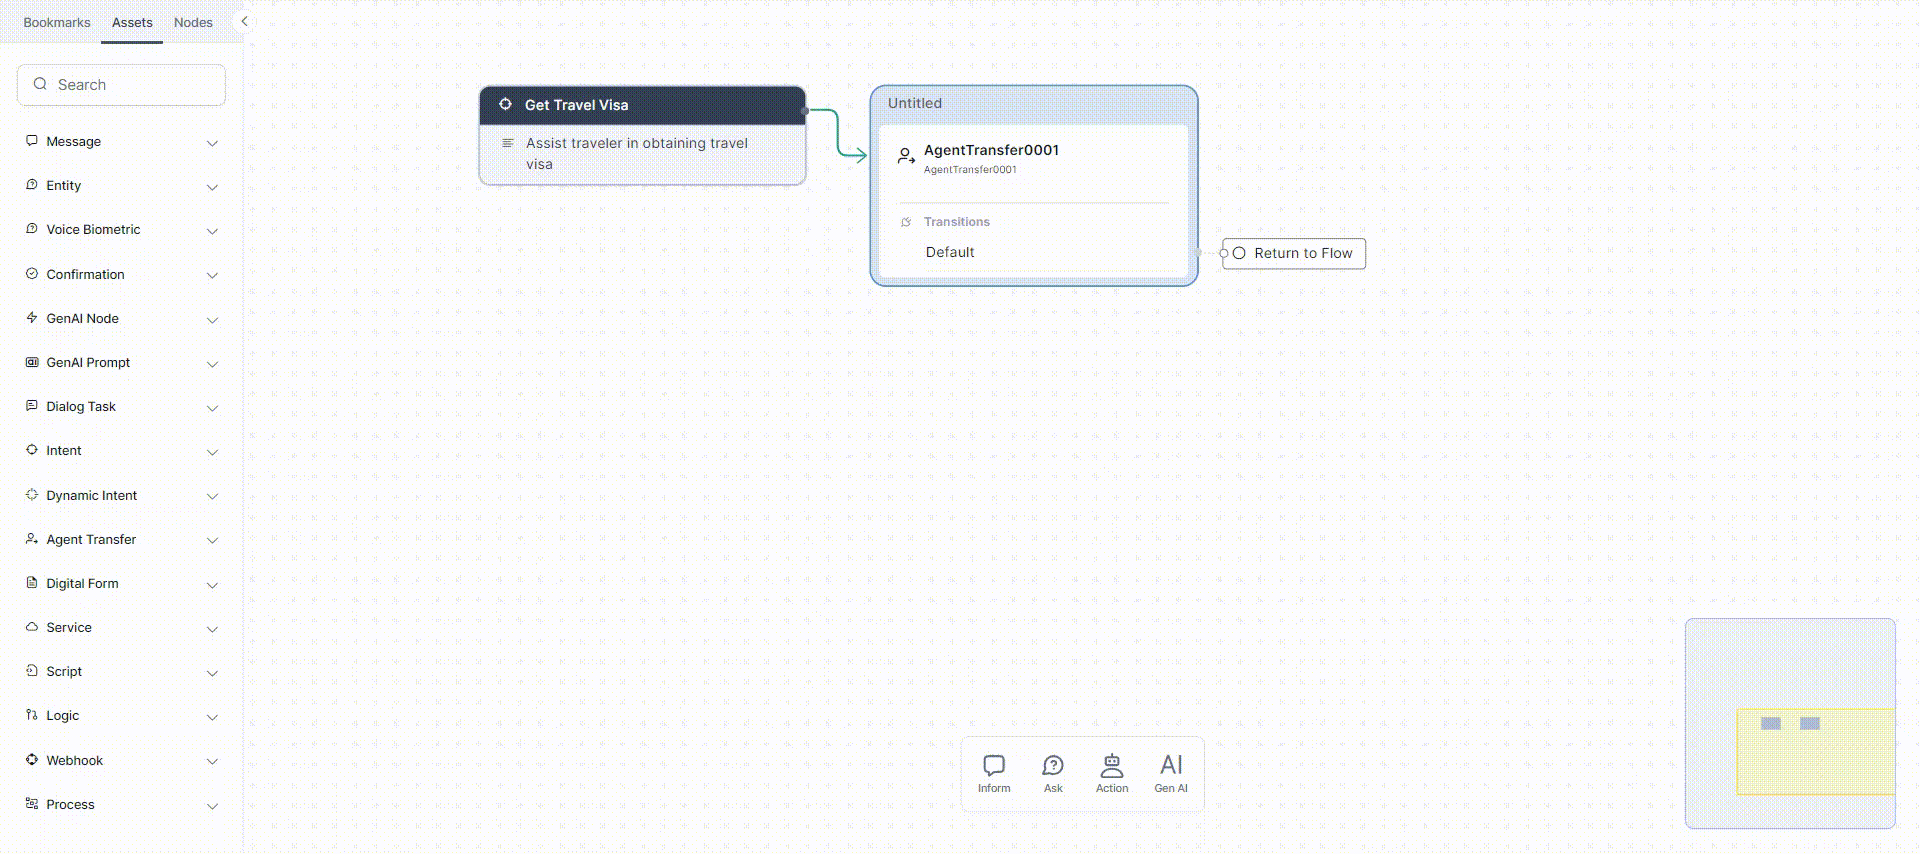 Bookmarks Assets Nodes
Search
Message
Entity
Voice Biometric
Confirmation
GenAI Node
GenAI Prompt
Dialog Task
Intent
Dynamic Intent
Agent Transfer
Digital Form
Service
Script
Logic
Webhook
Process
Get Travel Visa
Assist traveler in obtaining travel
visa
Untitled
AgentTransfer0001
AgentTransfer0001
Transitions
Default
Return to Flow
Inform Ask Action Gen AI